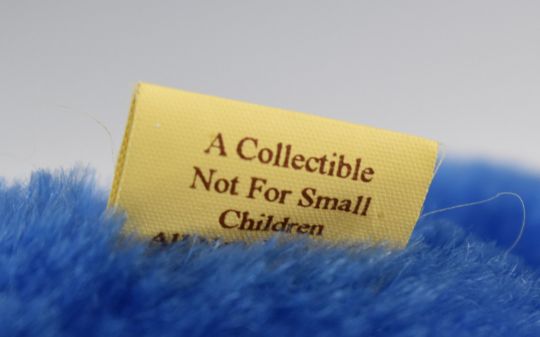 A Collectible
Not For Small
Children